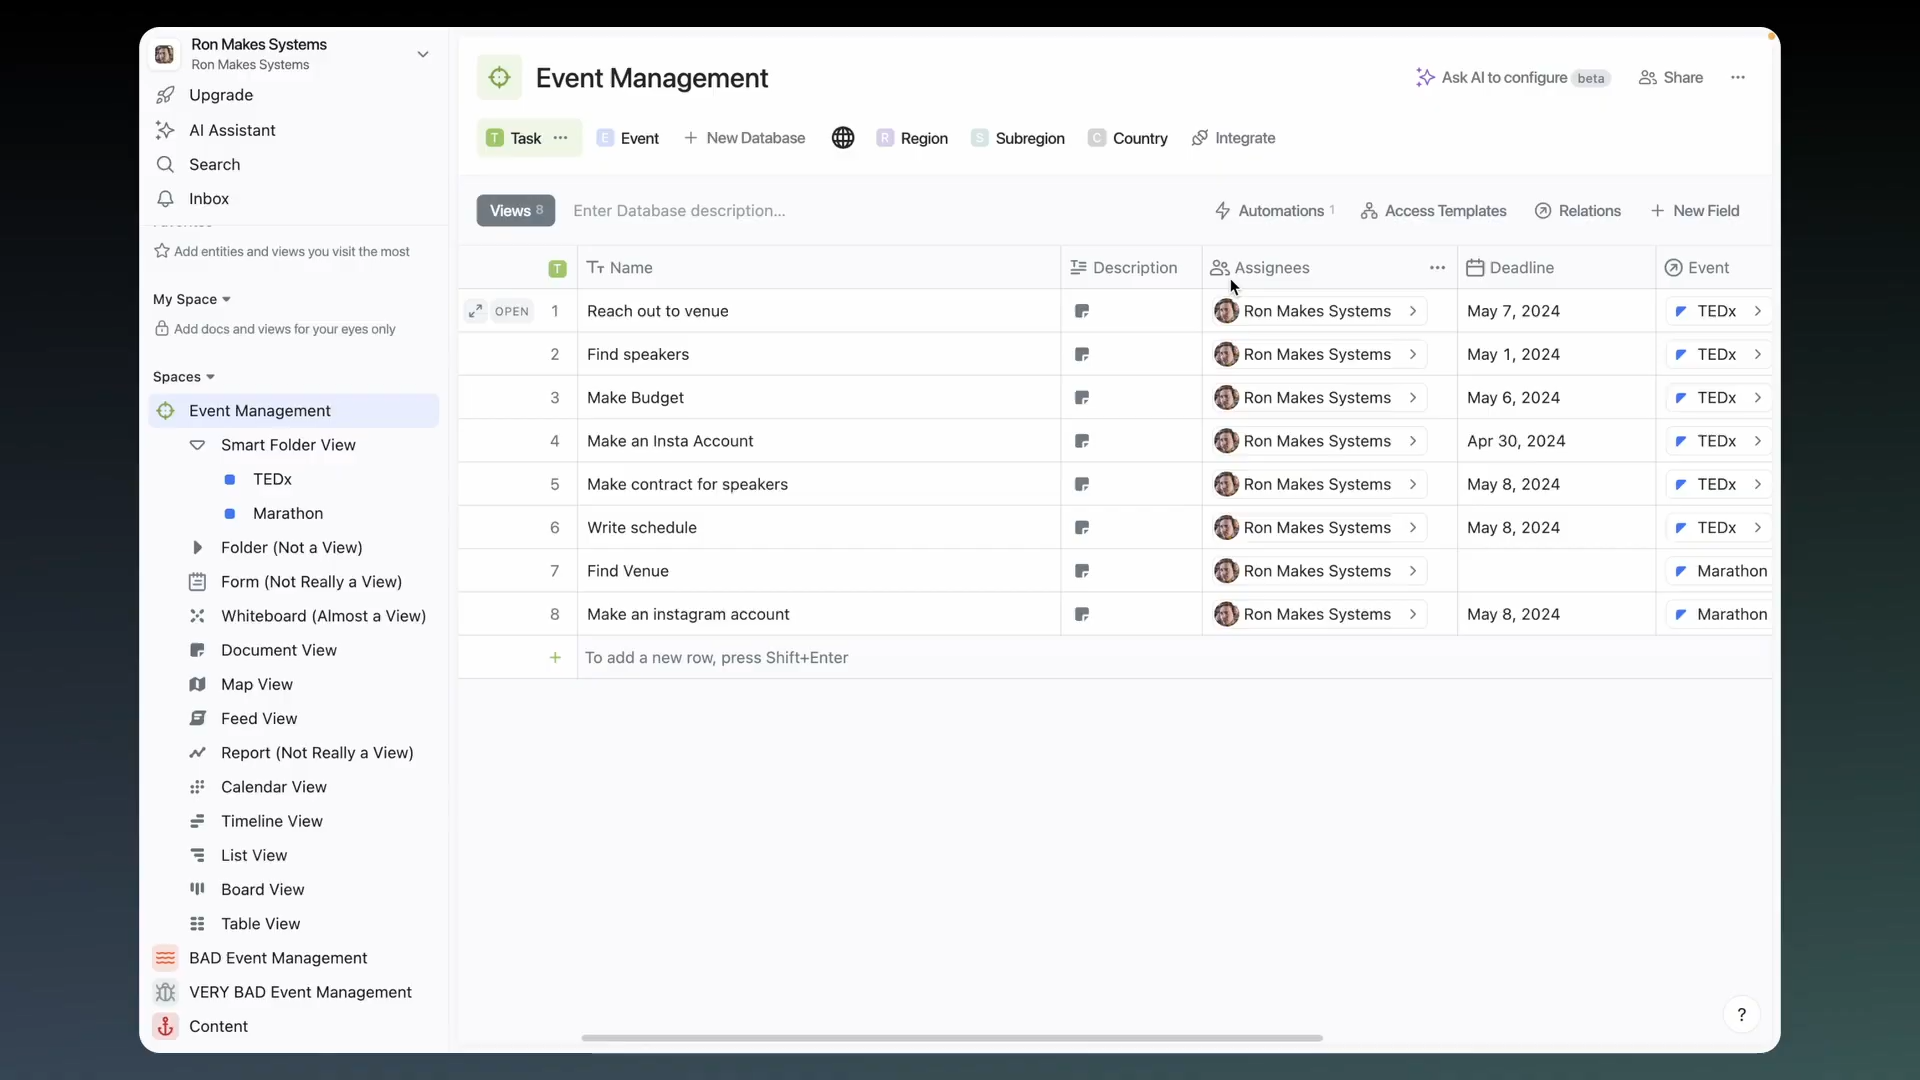 Ron Makes Systems
Ron Makes Systems
Upgrade
AI Assistant
Search
Inbox
Add entities and views you visit the most
My Space
Add docs and views for your eyes only
Spaces
Event Management
Smart Folder View
TEDx
Marathon
Folder (Not a View)
Form (Not Really a View)
Whiteboard (Almost a View)
Document View
Map View
Feed View
Report (Not Really a View)
Calendar View
Timeline View
List View
Board View
Table View
BAD Event Management
VERY BAD Event Management
Content
Event Management
Ask AI to configure beta
Share
T Task E Event + New Database R Region S Subregion C Country Integrate
Views 8 Enter Database description... Automations 1 Access Templates Relations + New Field
T Name Description Assignees Deadline Event
OPEN 1 Reach out to venue Ron Makes Systems May 7, 2024 TEDx
2 Find speakers Ron Makes Systems May 1, 2024 TEDx
3 Make Budget Ron Makes Systems May 6, 2024 TEDx
4 Make an Insta Account Ron Makes Systems Apr 30, 2024 TEDx
5 Make contract for speakers Ron Makes Systems May 8, 2024 TEDx
6 Write schedule Ron Makes Systems May 8, 2024 TEDx
7 Find Venue Ron Makes Systems Marathon
8 Make an instagram account Ron Makes Systems May 8, 2024 Marathon
+ To add a new row, press Shift+Enter
?